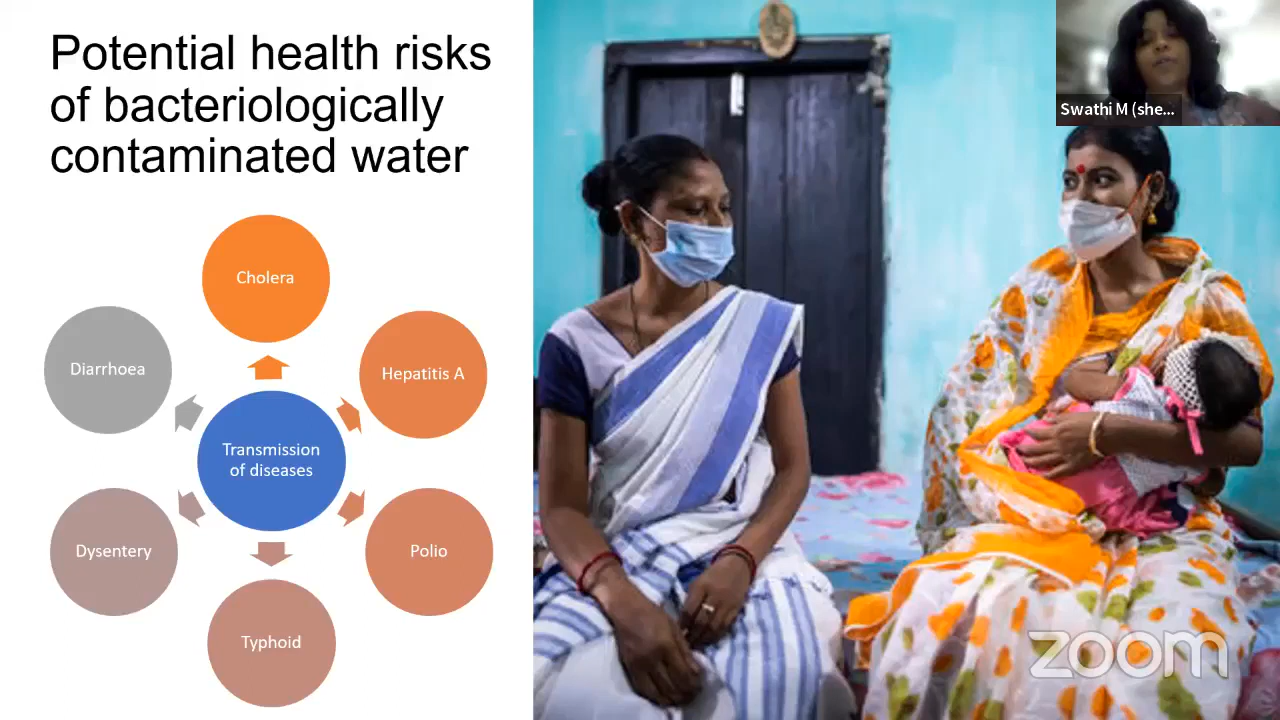 Potential health risks
of bacteriologically
contaminated water
Cholera
Hepatitis A
Polio
Typhoid
Dysentery
Diarrhoea
Transmission
of diseases
Swathi M (she...
zoom